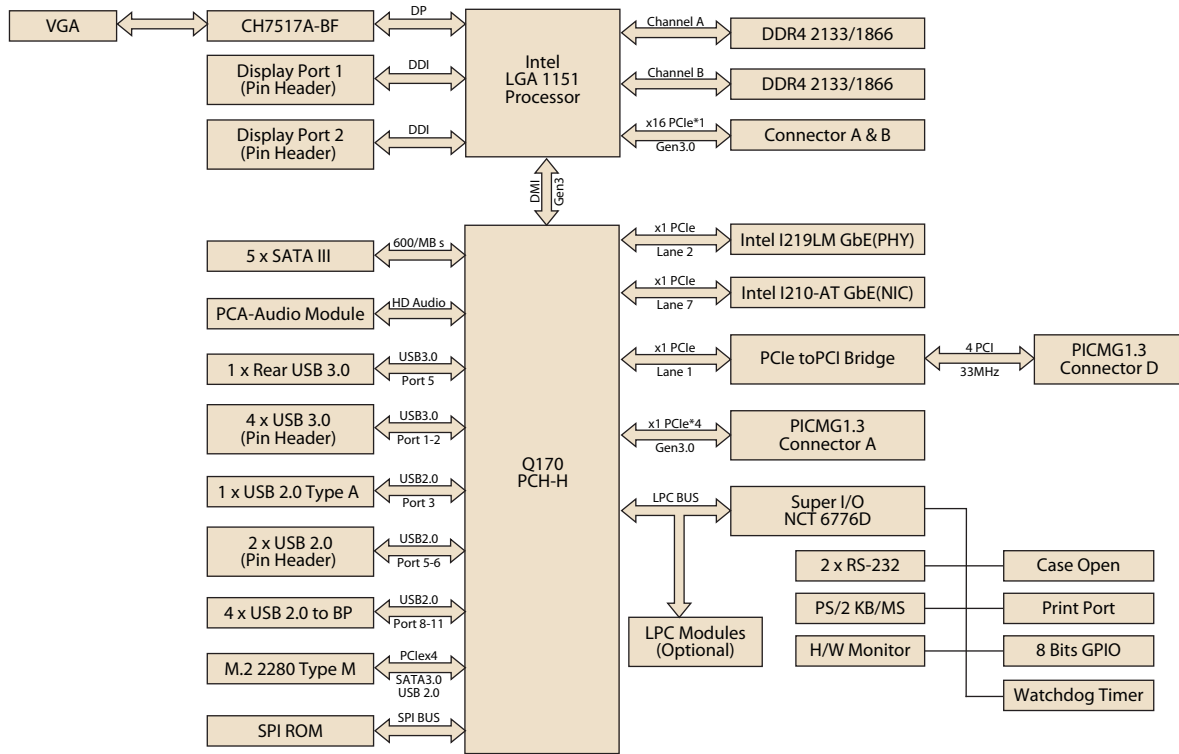 VGA
CH7517A-BF
DP
Display Port 1
(Pin Header)
DDI
Display Port 2
(Pin Header)
DDI
Intel
LGA 1151
Processor
Channel A
DDR4 2133/1866
Channel B
DDR4 2133/1866
x16 PCIe*1
Gen3.0
Connector A & B
DMI
Gen3
5 x SATA III
600/MB s
PCA-Audio Module
HD Audio
1 x Rear USB 3.0
USB3.0
Port 5
4 x USB 3.0
(Pin Header)
USB3.0
Port 1-2
1 x USB 2.0 Type A
USB2.0
Port 3
2 x USB 2.0
(Pin Header)
USB2.0
Port 5-6
4 x USB 2.0 to BP
USB2.0
Port 8-11
M.2 2280 Type M
PCIex4
SATA3.0
USB 2.0
SPI ROM
SPI BUS
Q170
PCH-H
x1 PCIe
Lane 2
Intel I219LM GbE(PHY)
x1 PCIe
Lane 7
Intel I210-AT GbE(NIC)
x1 PCIe
Lane 1
PCIe toPCI Bridge
4 PCI
33MHz
PICMG1.3
Connector D
x1 PCIe*4
Gen3.0
PICMG1.3
Connector A
LPC BUS
Super I/O
NCT 6776D
LPC Modules
(Optional)
2 x RS-232
Case Open
PS/2 KB/MS
Print Port
H/W Monitor
8 Bits GPIO
Watchdog Timer